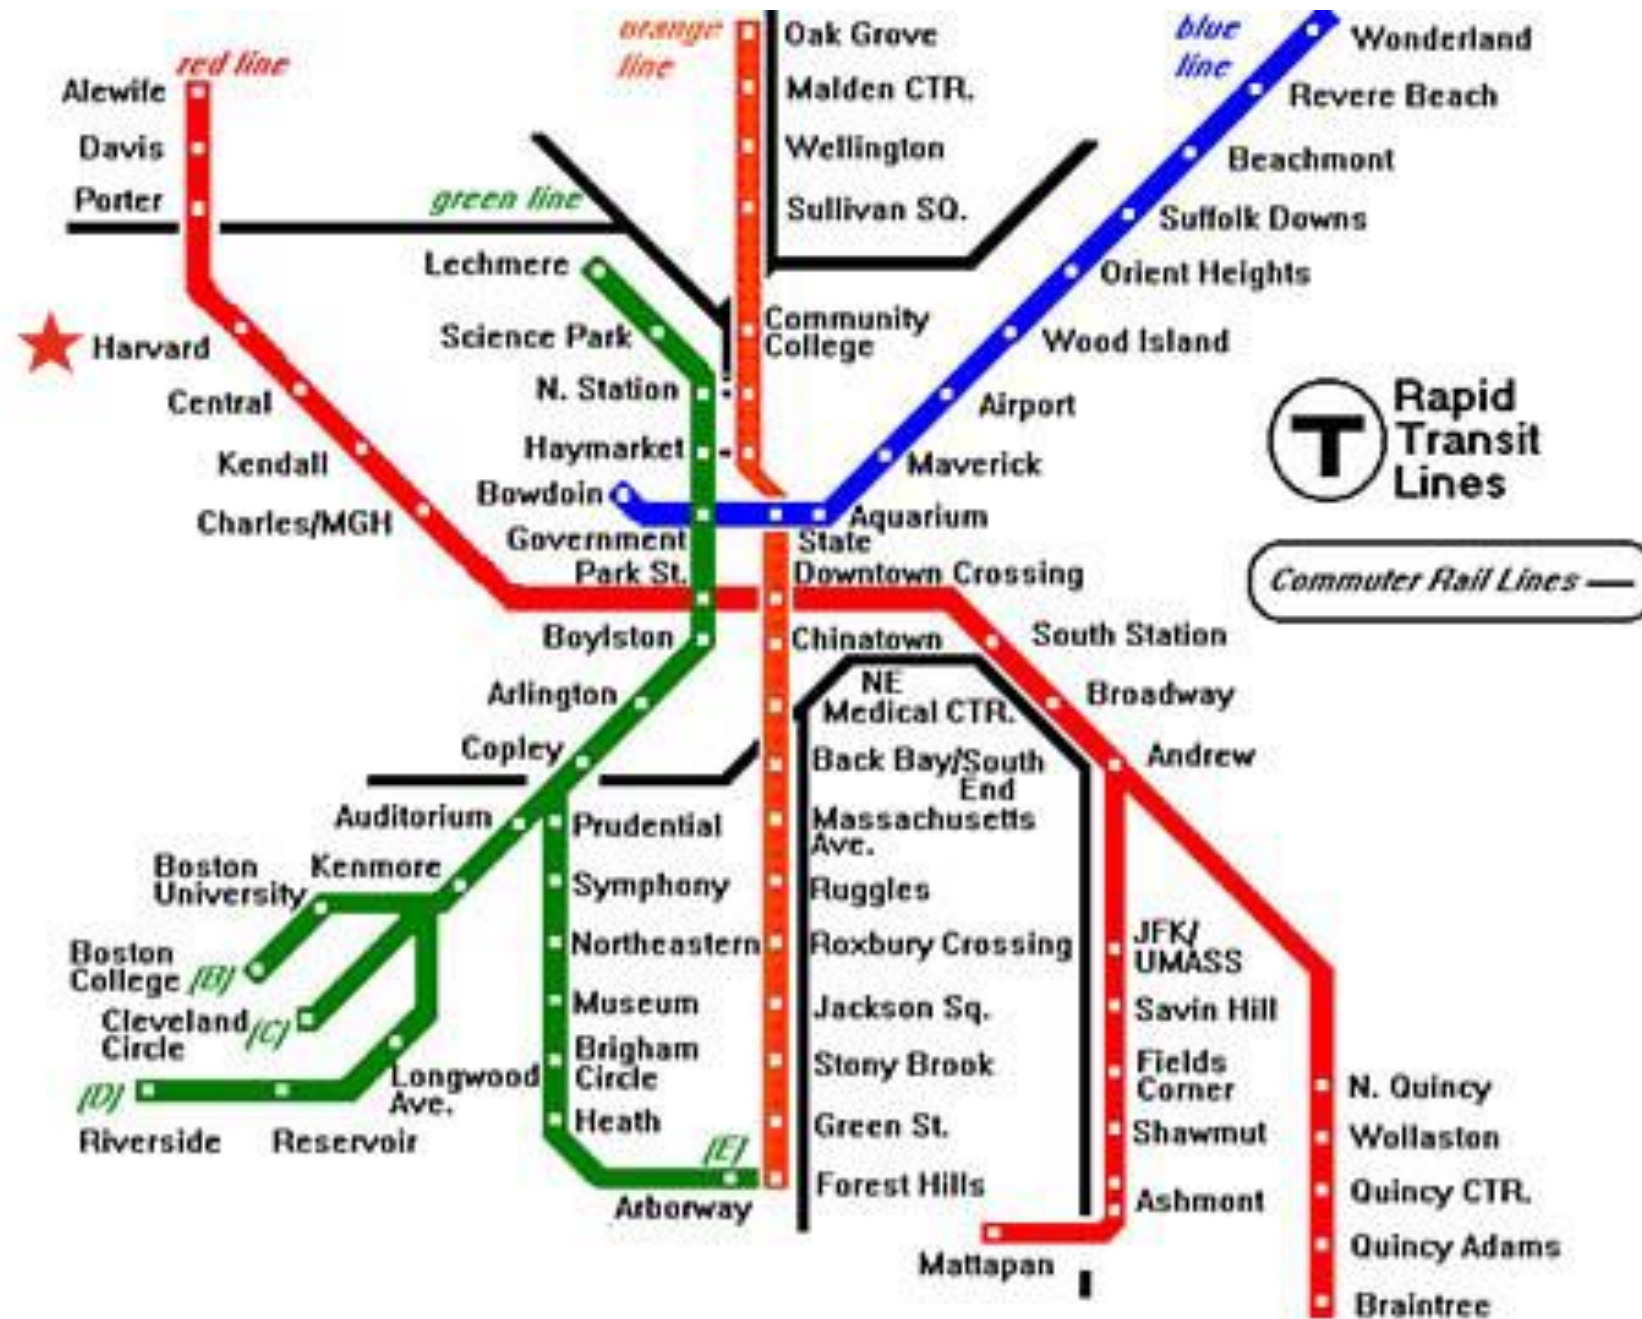 red line
Alewife
Davis
Porter
Harvard
Central
Kendall
Charles/MGH
green line
Lechmere
Science Park
N. Station
Haymarket
Bowdoin
Government
Park St.
Boylston
Arlington
Copley
Auditorium
Kenmore
Boston
University
Boston
College (B)
Cleveland
Circle
(C)
(D)
Riverside
Reservoir
Longwood
Ave.
Prudential
Symphony
Northeastern
Museum
Brigham
Circle
Heath
(E)
Arborway
orange
line
Oak Grove
Malden CTR.
Wellington
Sullivan SQ.
Community
College
State
Downtown Crossing
Chinatown
NE
Medical CTR.
Back Bay/South
End
Massachusetts
Ave.
Ruggles
Roxbury Crossing
Jackson Sq.
Stony Brook
Green St.
Forest Hills
blue
line
Wonderland
Revere Beach
Beachmont
Suffolk Downs
Orient Heights
Wood Island
Airport
Maverick
Aquarium
South Station
Broadway
Andrew
JFK/
UMASS
Savin Hill
Fields
Corner
Shawmut
Ashmont
Mattapan
N. Quincy
Wollaston
Quincy CTR.
Quincy Adams
Braintree
T
Rapid
Transit
Lines
Commuter Rail Lines